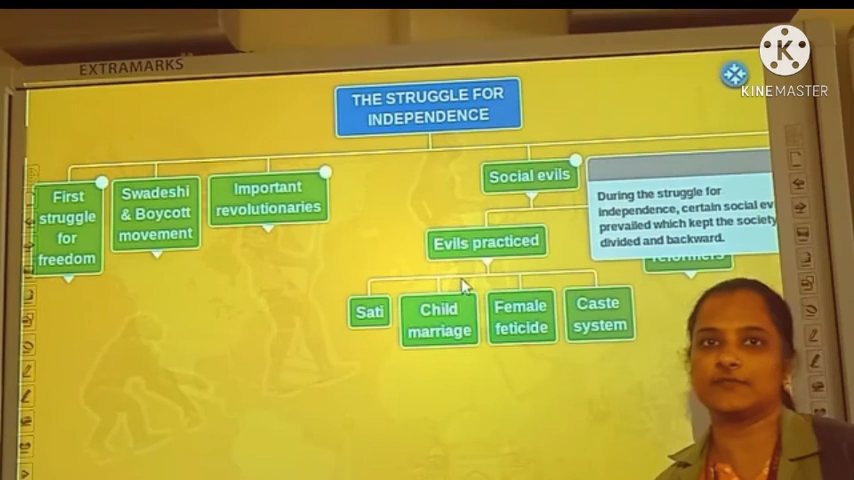 EXTRAMARKS
KINEMASTER
THE STRUGGLE FOR
INDEPENDENCE
First
struggle
for
freedom
Swadeshi
& Boycott
movement
Important
revolutionaries
Social evils
During the struggle for
independence, certain social ev
prevailed which kept the society
divided and backward.
Evils practiced
reformers
Sati
Child
marriage
Female
feticide
Caste
system